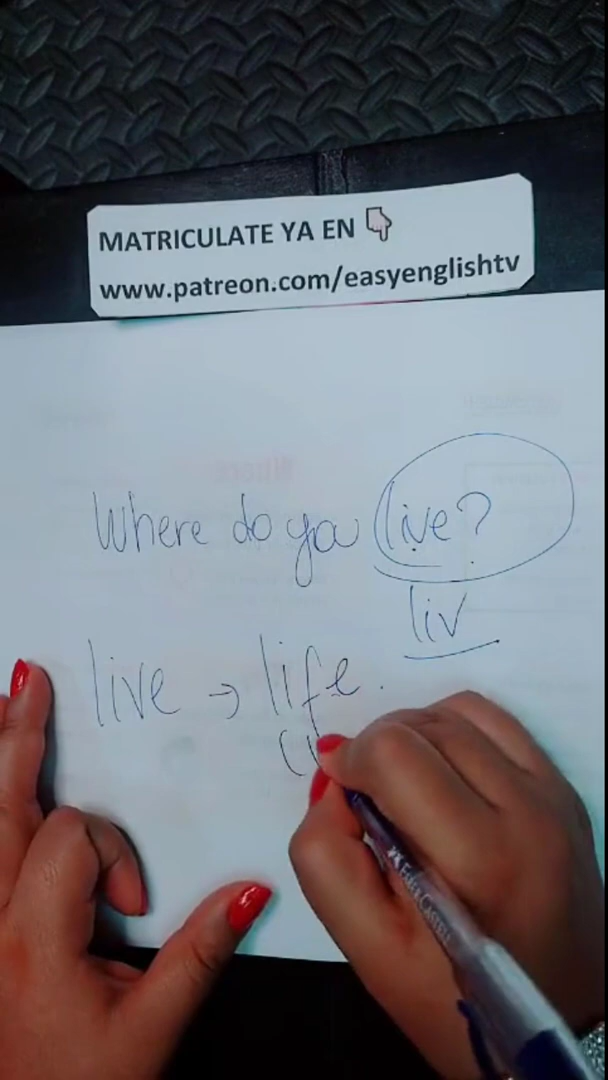 MATRICULATE YA EN
www.patreon.com/easyenglishtv
Where do you live?
liv
live → life.